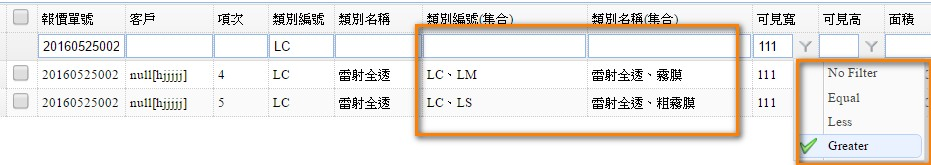 報價單號 客戶 項次 類別編號 類別名稱 類別編號(集合) 類別名稱(集合) 可見寬 可見高 面積
20160525002 LC 111
20160525002 null[hjjjjj] 4 LC 雷射全透 LC、LM 雷射全透、霧膜 111
20160525002 null[hjjjjj] 5 LC 雷射全透 LC、LS 雷射全透、粗霧膜 111
No Filter
Equal
Less
Greater